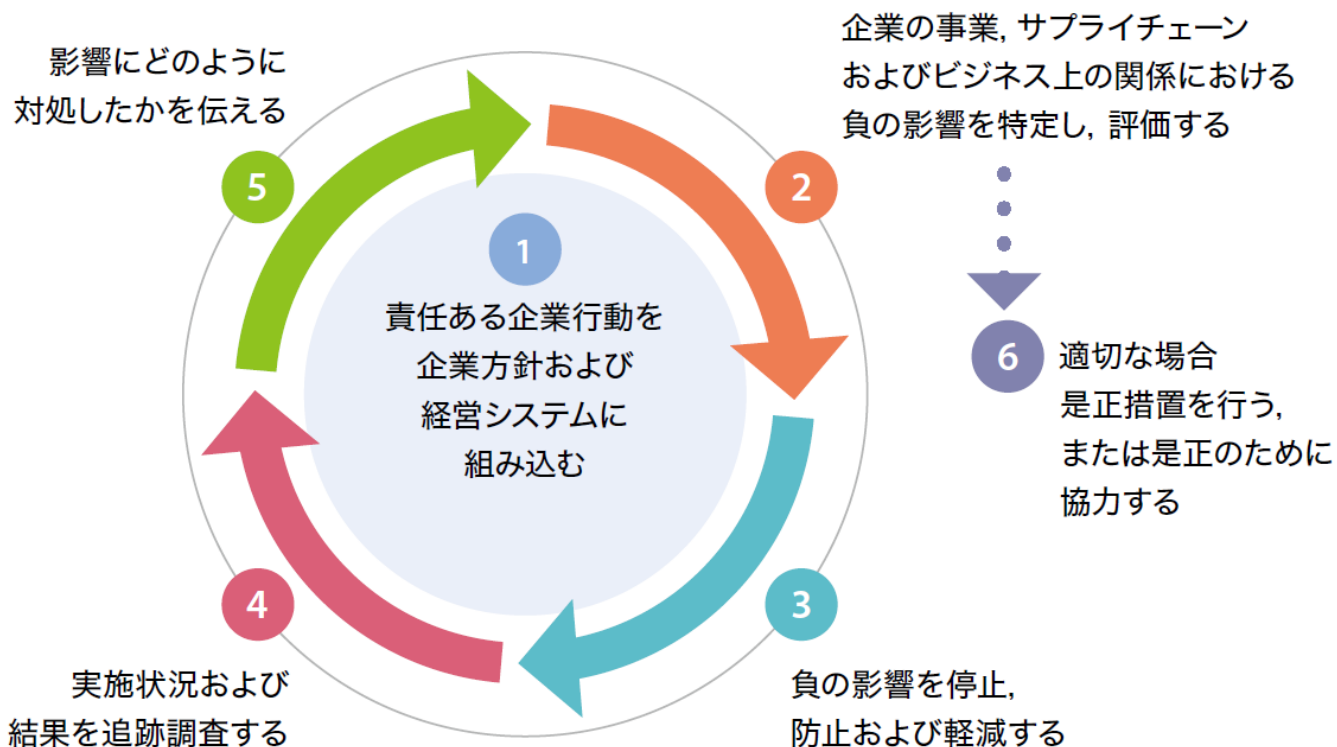 1
責任ある企業行動を
企業方針および
経営システムに
組み込む
2
企業の事業, サプライチェーン
およびビジネス上の関係における
負の影響を特定し, 評価する
3
負の影響を停止,
防止および軽減する
4
実施状況および
結果を追跡調査する
5
影響にどのように
対処したかを伝える
6
適切な場合
是正措置を行う,
または是正のために
協力する